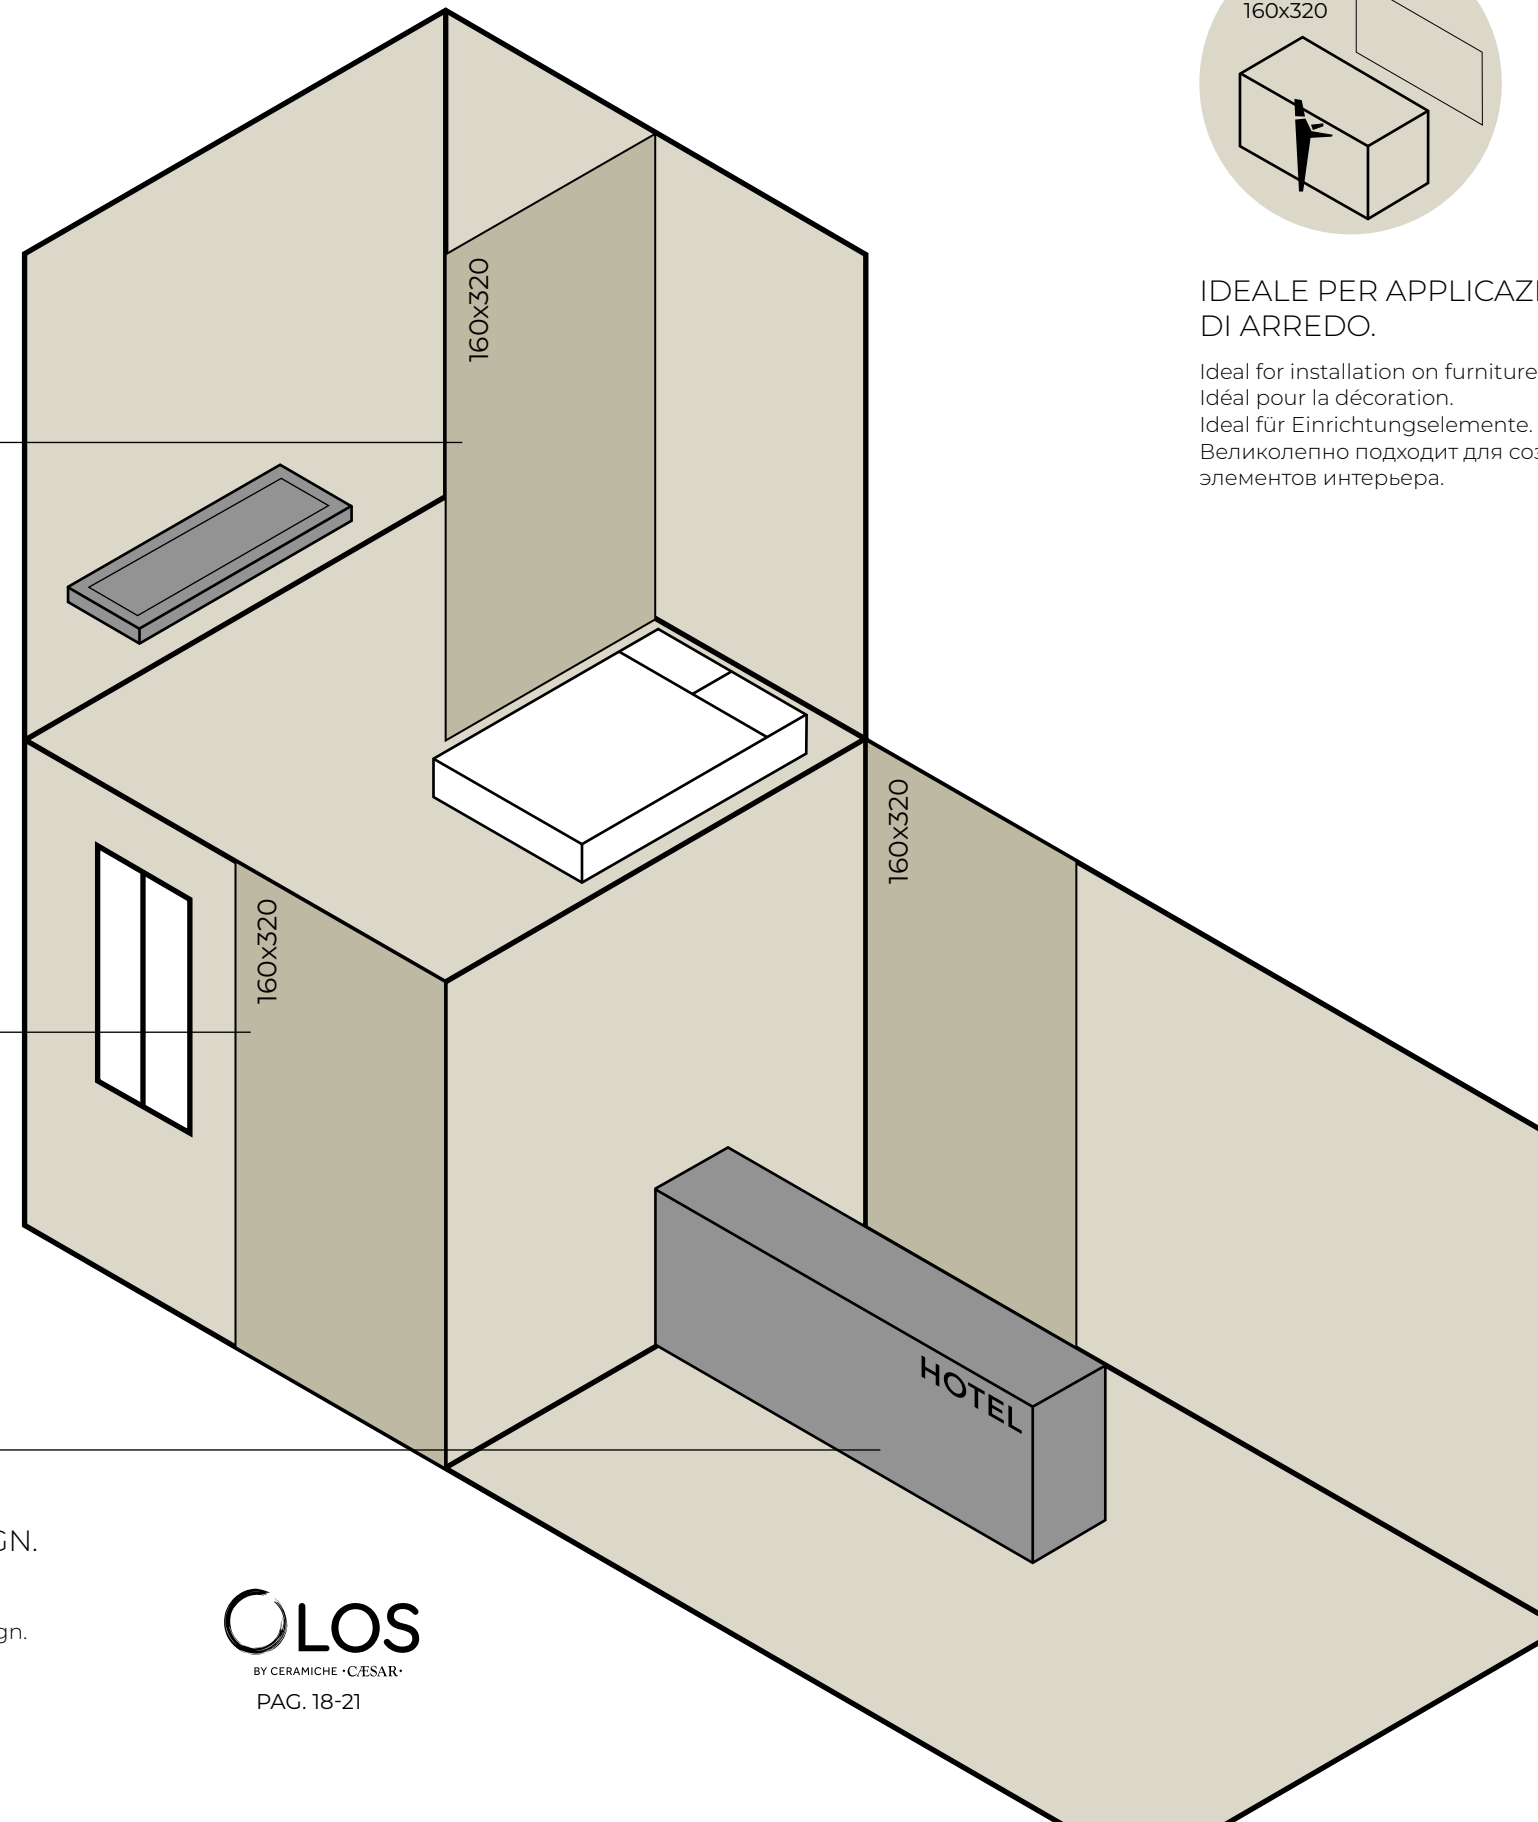 160x320
IDEALE PER APPLICAZI
DI ARREDO.
Ideal for installation on furniture
Idéal pour la décoration.
Ideal für Einrichtungselemente.
Великолепно подходит для соз
элементов интерьера.
160x320
160x320
160x320
HOTEL
GN.
gn.
OLOS
BY CERAMICHE ·CÆSAR·
PAG. 18-21